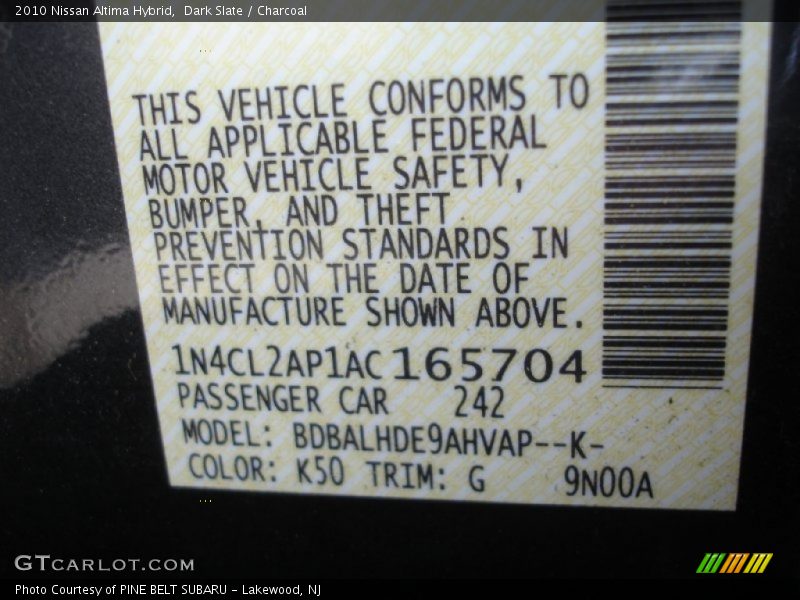 2010 Nissan Altima Hybrid,  Dark Slate / Charcoal
THIS VEHICLE CONFORMS TO
ALL APPLICABLE FEDERAL
MOTOR VEHICLE SAFETY,
BUMPER, AND THEFT
PREVENTION STANDARDS IN
EFFECT ON THE DATE OF
MANUFACTURE SHOWN ABOVE.
1N4CL2AP1AC165704
PASSENGER CAR 242
MODEL: BDBALHDE9AHVAP--K-
COLOR: K50 TRIM: G 9N00A
GTCARLOT.COM
Photo Courtesy of PINE BELT SUBARU - Lakewood, NJ